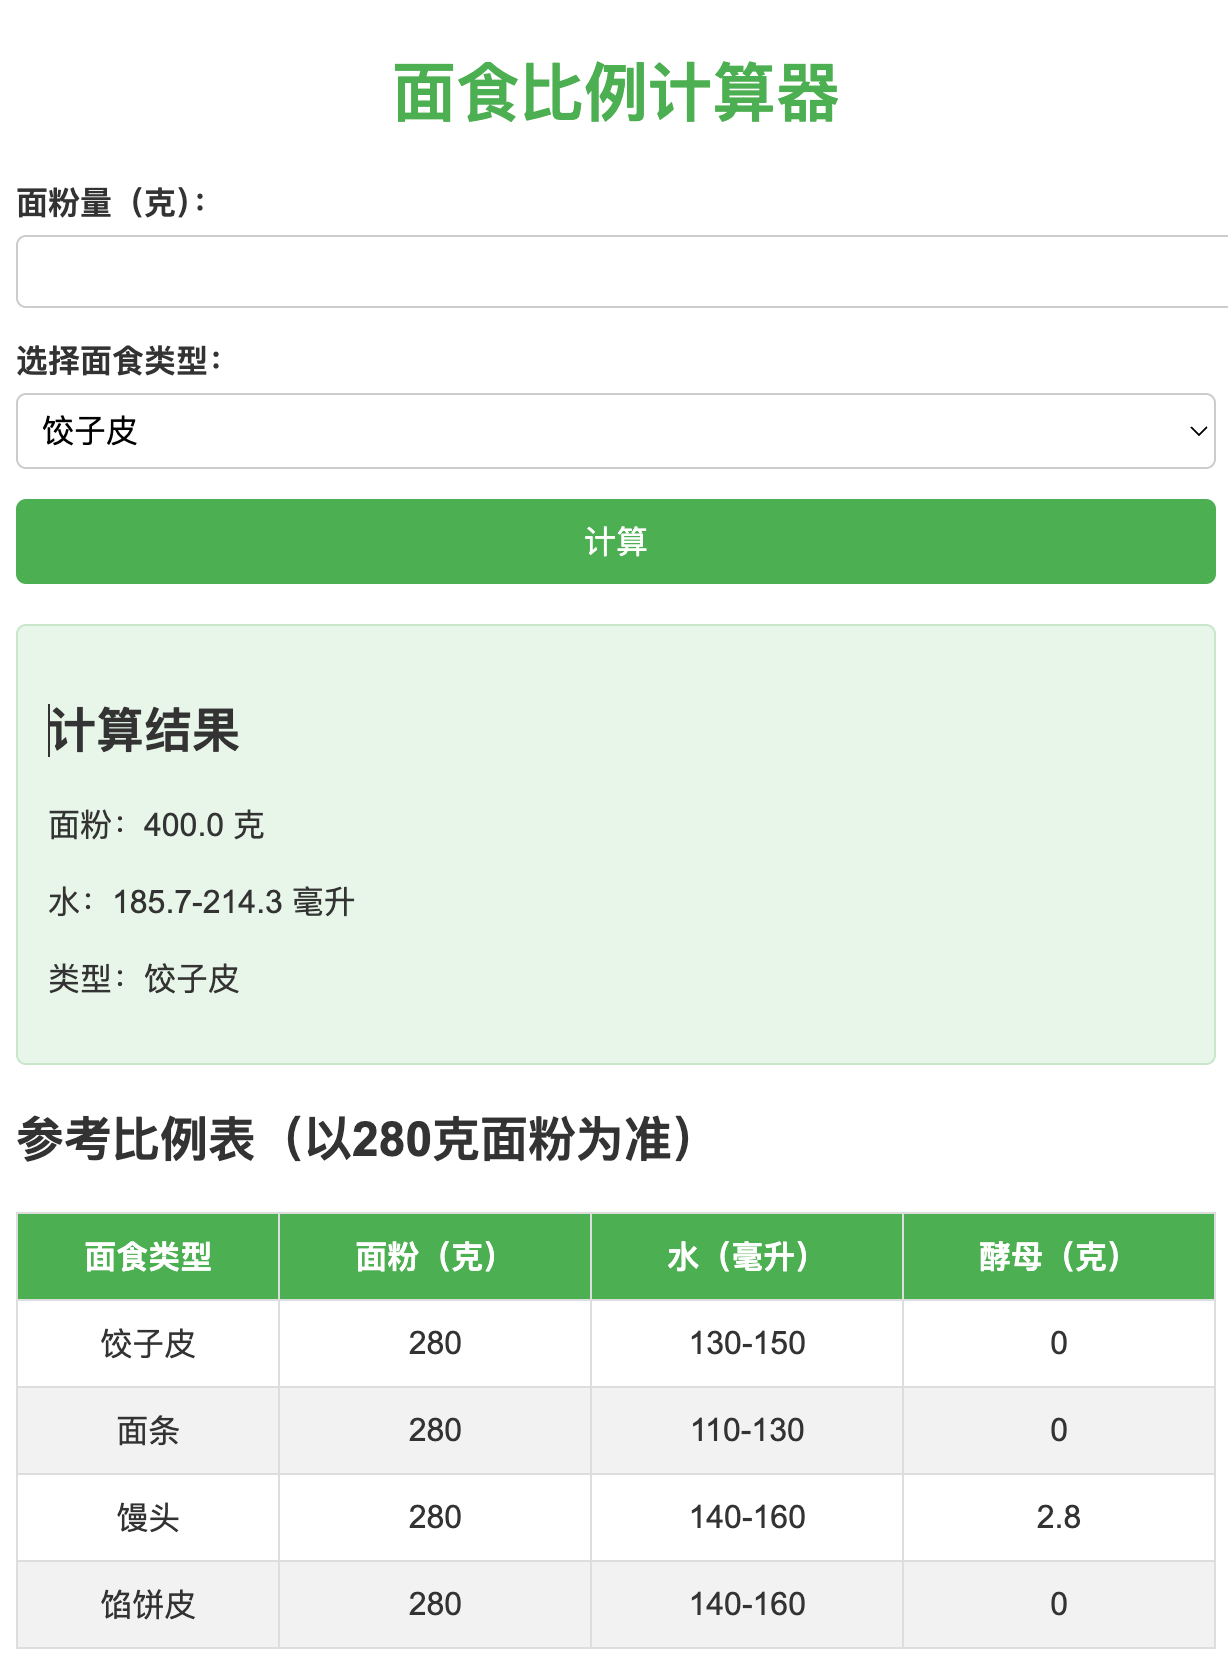 面食比例计算器
面粉量（克）：
选择面食类型：
饺子皮
计算
计算结果
面粉：400.0 克
水：185.7-214.3 毫升
类型：饺子皮
参考比例表（以280克面粉为准）
面食类型 面粉（克） 水（毫升） 酵母（克）
饺子皮 280 130-150 0
面条 280 110-130 0
馒头 280 140-160 2.8
馅饼皮 280 140-160 0